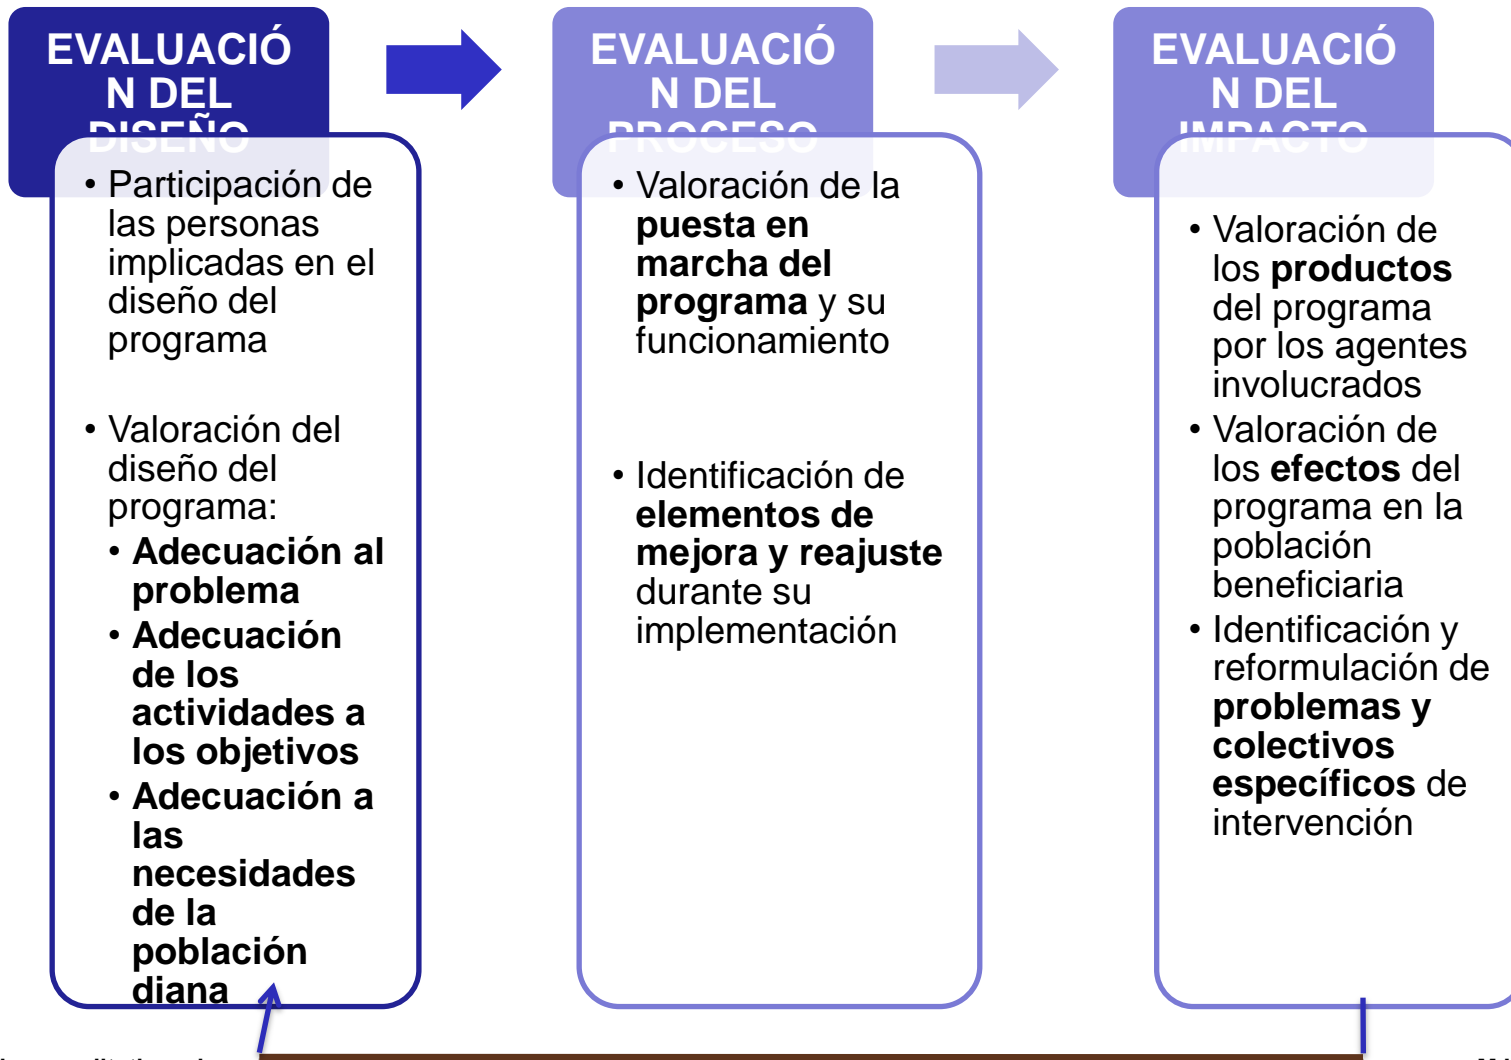 EVALUACIÓ
N DEL
DISEÑO
• Participación de
las personas
implicadas en el
diseño del
programa
• Valoración del
diseño del
programa:
• Adecuación al
problema
• Adecuación
de los
actividades a
los objetivos
• Adecuación a
las
necesidades
de la
población
diana
EVALUACIÓ
N DEL
PROCESO
• Valoración de la
puesta en
marcha del
programa y su
funcionamiento
• Identificación de
elementos de
mejora y reajuste
durante su
implementación
EVALUACIÓ
N DEL
IMPACTO
• Valoración de
los productos
del programa
por los agentes
involucrados
• Valoración de
los efectos del
programa en la
población
beneficiaria
• Identificación y
reformulación de
problemas y
colectivos
específicos de
intervención